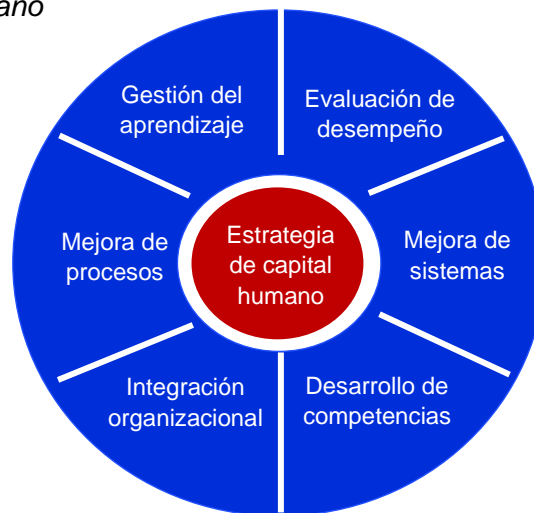 Gestión del
aprendizaje
Evaluación de
desempeño
Mejora de
procesos
Estrategia
de capital
humano
Mejora de
sistemas
Integración
organizacional
Desarrollo de
competencias